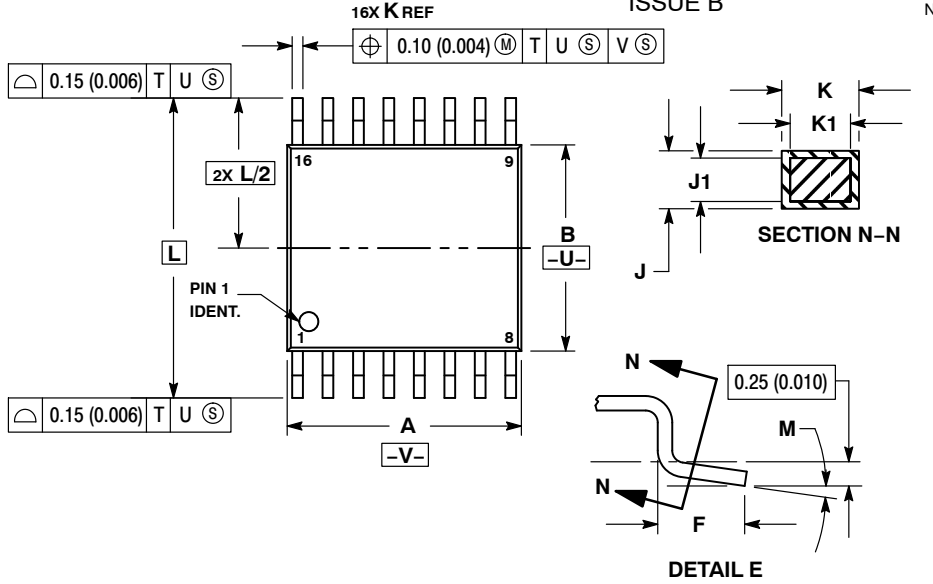 ISSUE B
N
16X K REF
⌖ 0.10 (0.004) Ⓜ T U Ⓢ V Ⓢ
⌓ 0.15 (0.006) T U Ⓢ
K
K1
16
9
2X L/2
J1
B
-U-
SECTION N–N
L
J
PIN 1
IDENT.
1
8
N
0.25 (0.010)
⌓ 0.15 (0.006) T U Ⓢ
A
-V-
M
N
F
DETAIL E